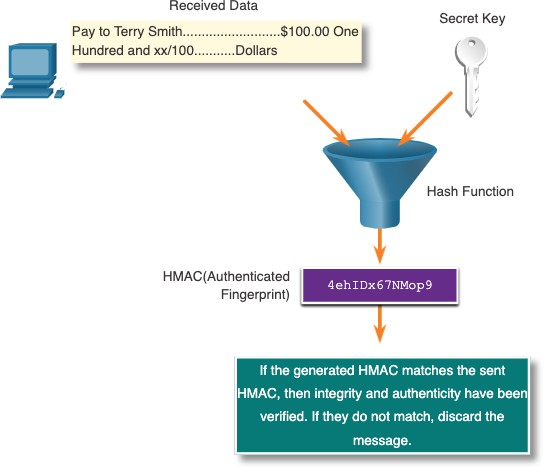 Received Data
Pay to Terry Smith.........................$100.00 One
Hundred and xx/100..........Dollars
Secret Key
Hash Function
HMAC(Authenticated
Fingerprint)
4ehIDx67NMop9
If the generated HMAC matches the sent
HMAC, then integrity and authenticity have been
verified. If they do not match, discard the
message.